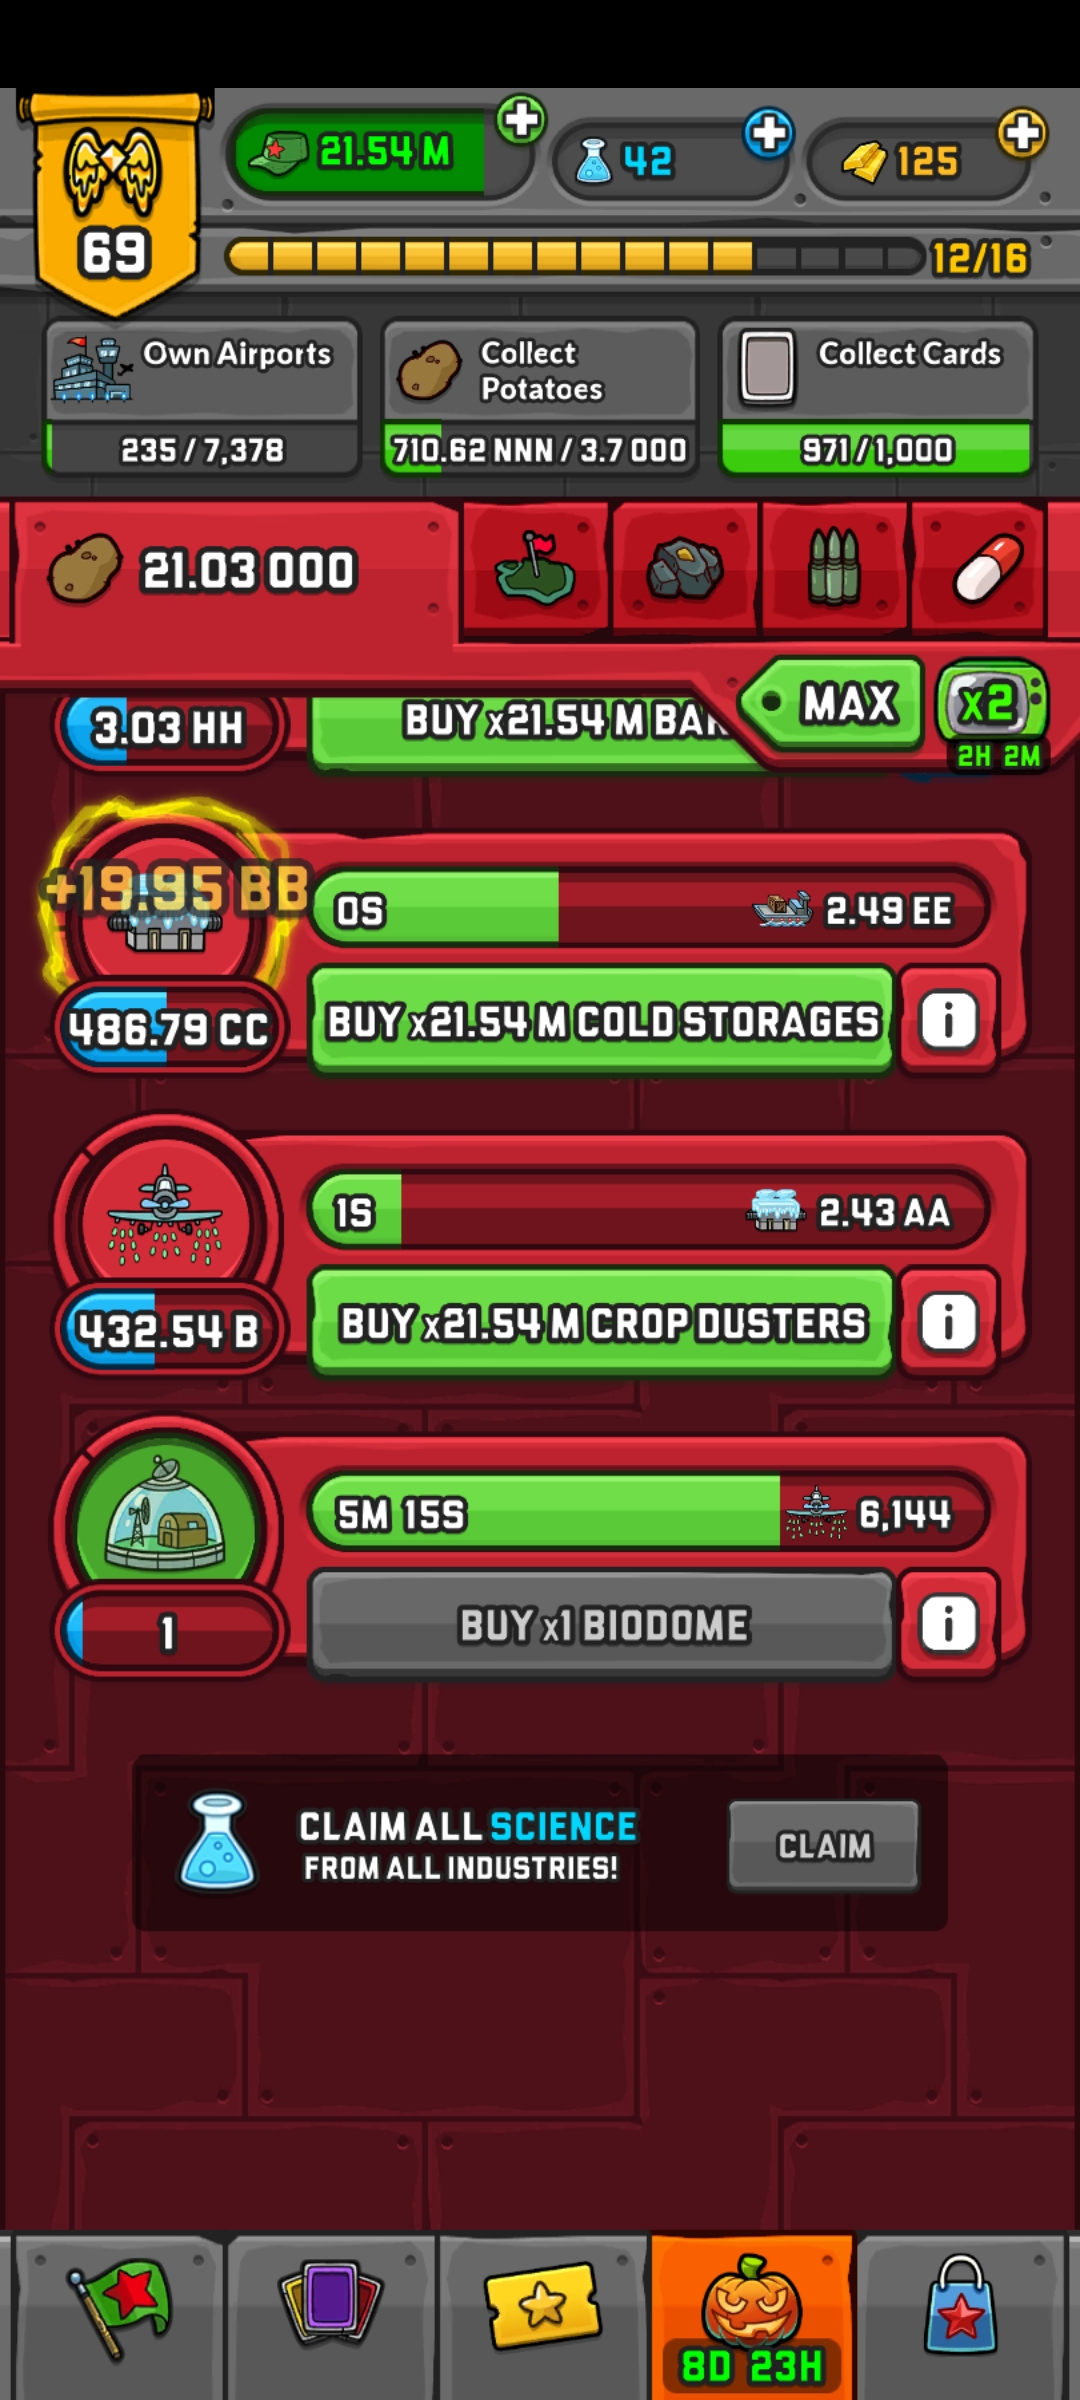 69
21.54 M
42
125
12/16
Own Airports
235 / 7,378
Collect
Potatoes
710.62 NNN / 3.7 OOO
Collect Cards
971 / 1,000
21.03 OOO
MAX
x2
2H 2M
3.03 HH
BUY x21.54 M BAR
+19.95 BB
0S
2.49 EE
486.79 CC
BUY x21.54 M COLD STORAGES
i
1S
2.43 AA
432.54 B
BUY x21.54 M CROP DUSTERS
i
5M 15S
6,144
1
BUY x1 BIODOME
i
CLAIM ALL SCIENCE
FROM ALL INDUSTRIES!
CLAIM
8D 23H